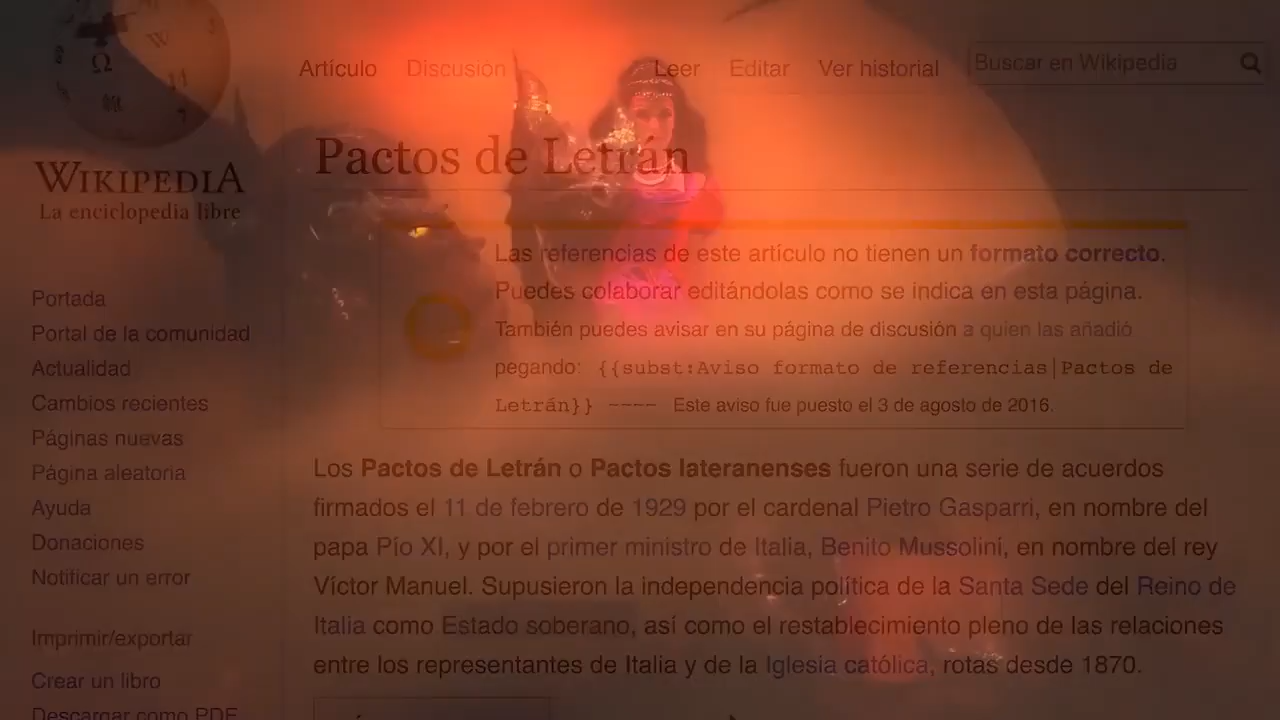 Artículo Discusión Leer Editar Ver historial Buscar en Wikipedia
WIKIPEDIA
La enciclopedia libre
Portada
Portal de la comunidad
Actualidad
Cambios recientes
Páginas nuevas
Página aleatoria
Ayuda
Donaciones
Notificar un error
Imprimir/exportar
Crear un libro
Descargar como PDF
Pactos de Letrán
Las referencias de este artículo no tienen un formato correcto.
Puedes colaborar editándolas como se indica en esta página.
También puedes avisar en su página de discusión a quien las añadió
pegando: {{subst:Aviso formato de referencias|Pactos de
Letrán}} ~~~~ Este aviso fue puesto el 3 de agosto de 2016.
Los Pactos de Letrán o Pactos lateranenses fueron una serie de acuerdos
firmados el 11 de febrero de 1929 por el cardenal Pietro Gasparri, en nombre del
papa Pío XI, y por el primer ministro de Italia, Benito Mussolini, en nombre del rey
Víctor Manuel. Supusieron la independencia política de la Santa Sede del Reino de
Italia como Estado soberano, así como el restablecimiento pleno de las relaciones
entre los representantes de Italia y de la Iglesia católica, rotas desde 1870.